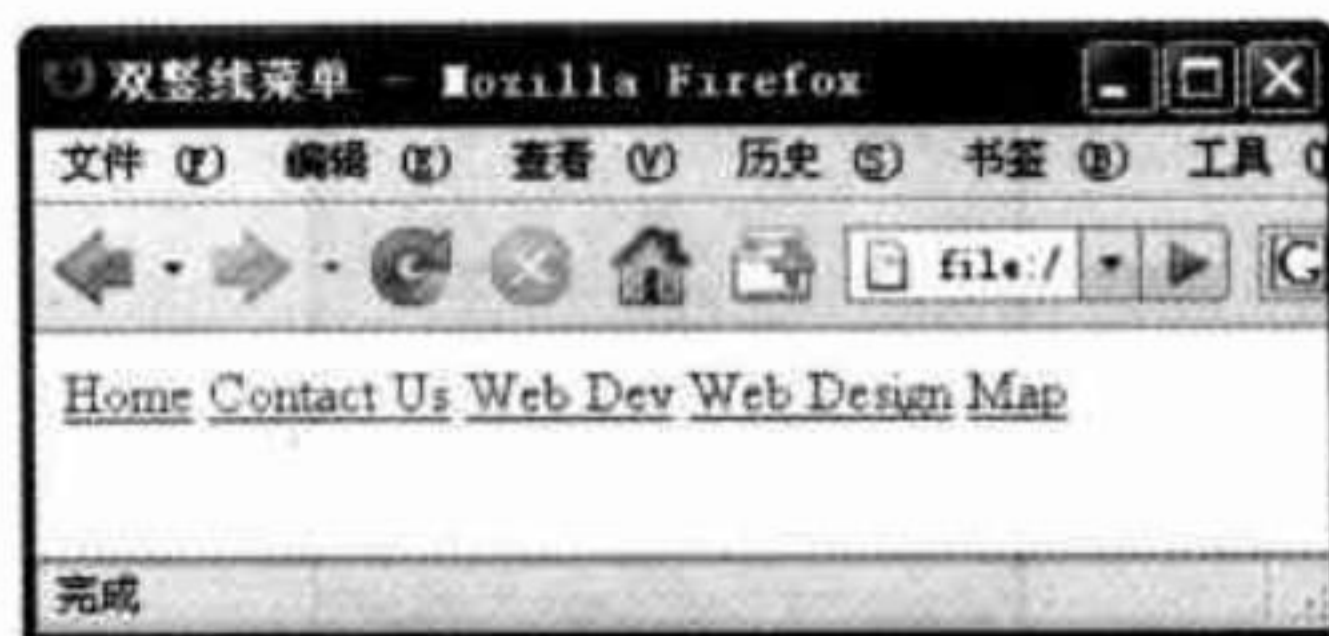 双竖线菜单 - Mozilla Firefox
文件 (F) 编辑 (E) 查看 (V) 历史 (S) 书签 (B) 工具
file:/ G
Home Contact Us Web Dev Web Design Map
完成